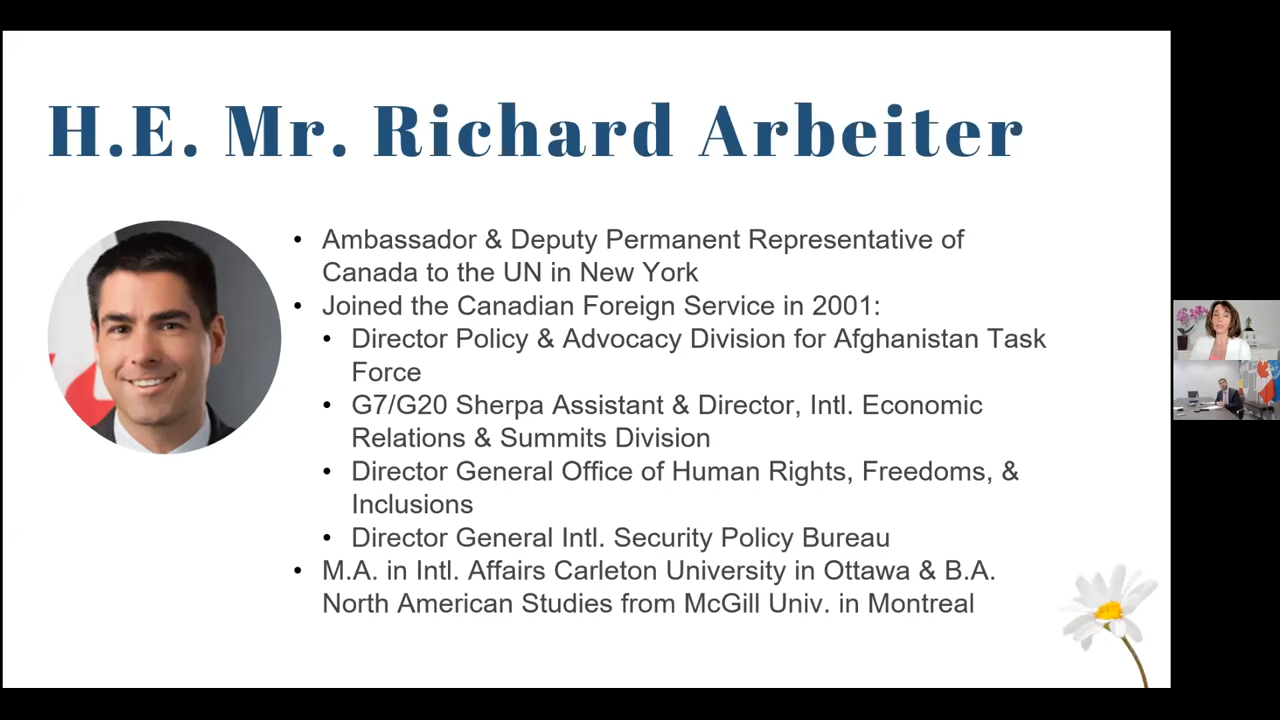 H.E. Mr. Richard Arbeiter
• Ambassador & Deputy Permanent Representative of
Canada to the UN in New York
• Joined the Canadian Foreign Service in 2001:
• Director Policy & Advocacy Division for Afghanistan Task
Force
• G7/G20 Sherpa Assistant & Director, Intl. Economic
Relations & Summits Division
• Director General Office of Human Rights, Freedoms, &
Inclusions
• Director General Intl. Security Policy Bureau
• M.A. in Intl. Affairs Carleton University in Ottawa & B.A.
North American Studies from McGill Univ. in Montreal